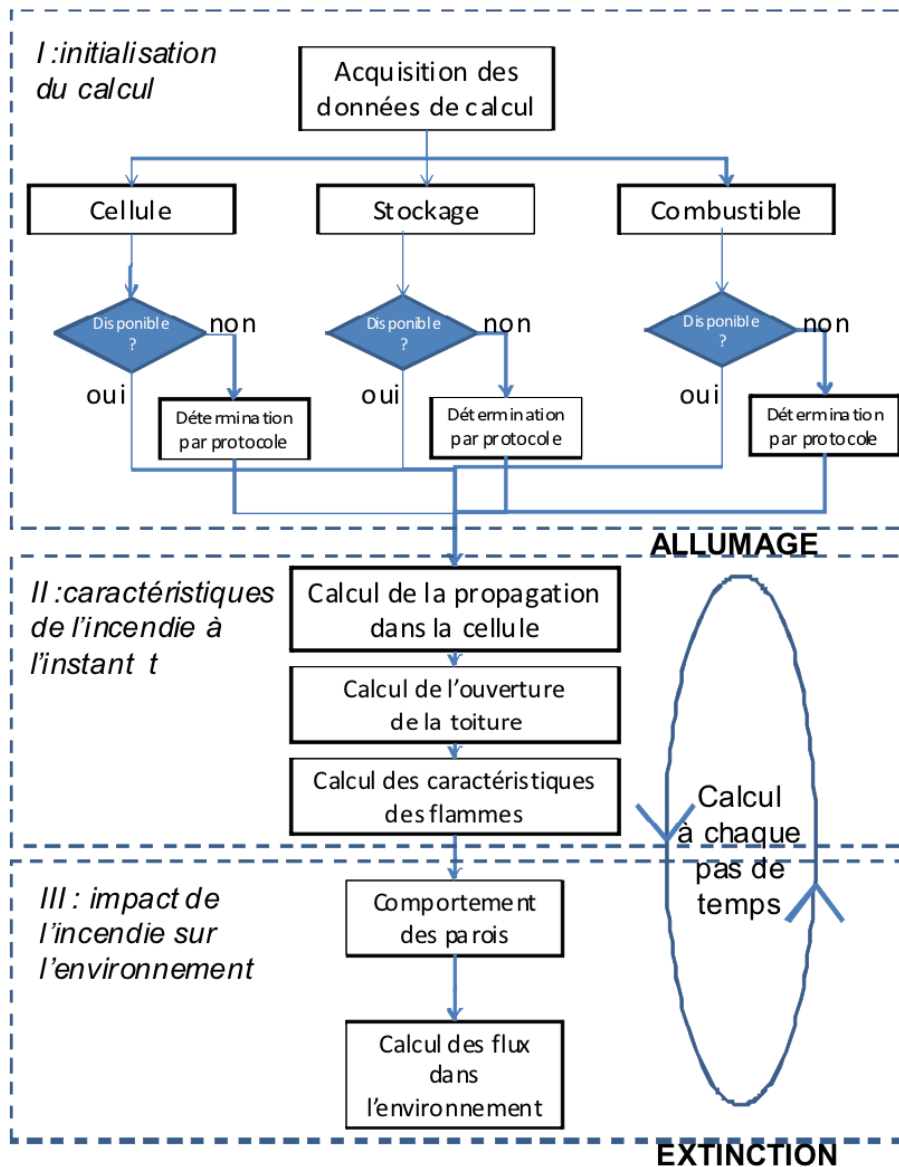 I :initialisation
du calcul
Acquisition des
données de calcul
Cellule
Stockage
Combustible
Disponible
?
non
oui
Détermination
par protocole
Disponible
?
non
oui
Détermination
par protocole
Disponible
?
non
oui
Détermination
par protocole
ALLUMAGE
II :caractéristiques
de l'incendie à
l'instant t
Calcul de la propagation
dans la cellule
Calcul de l'ouverture
de la toiture
Calcul des caractéristiques
des flammes
Calcul
à chaque
pas de
temps
III : impact de
l'incendie sur
l'environnement
Comportement
des parois
Calcul des flux
dans
l'environnement
EXTINCTION